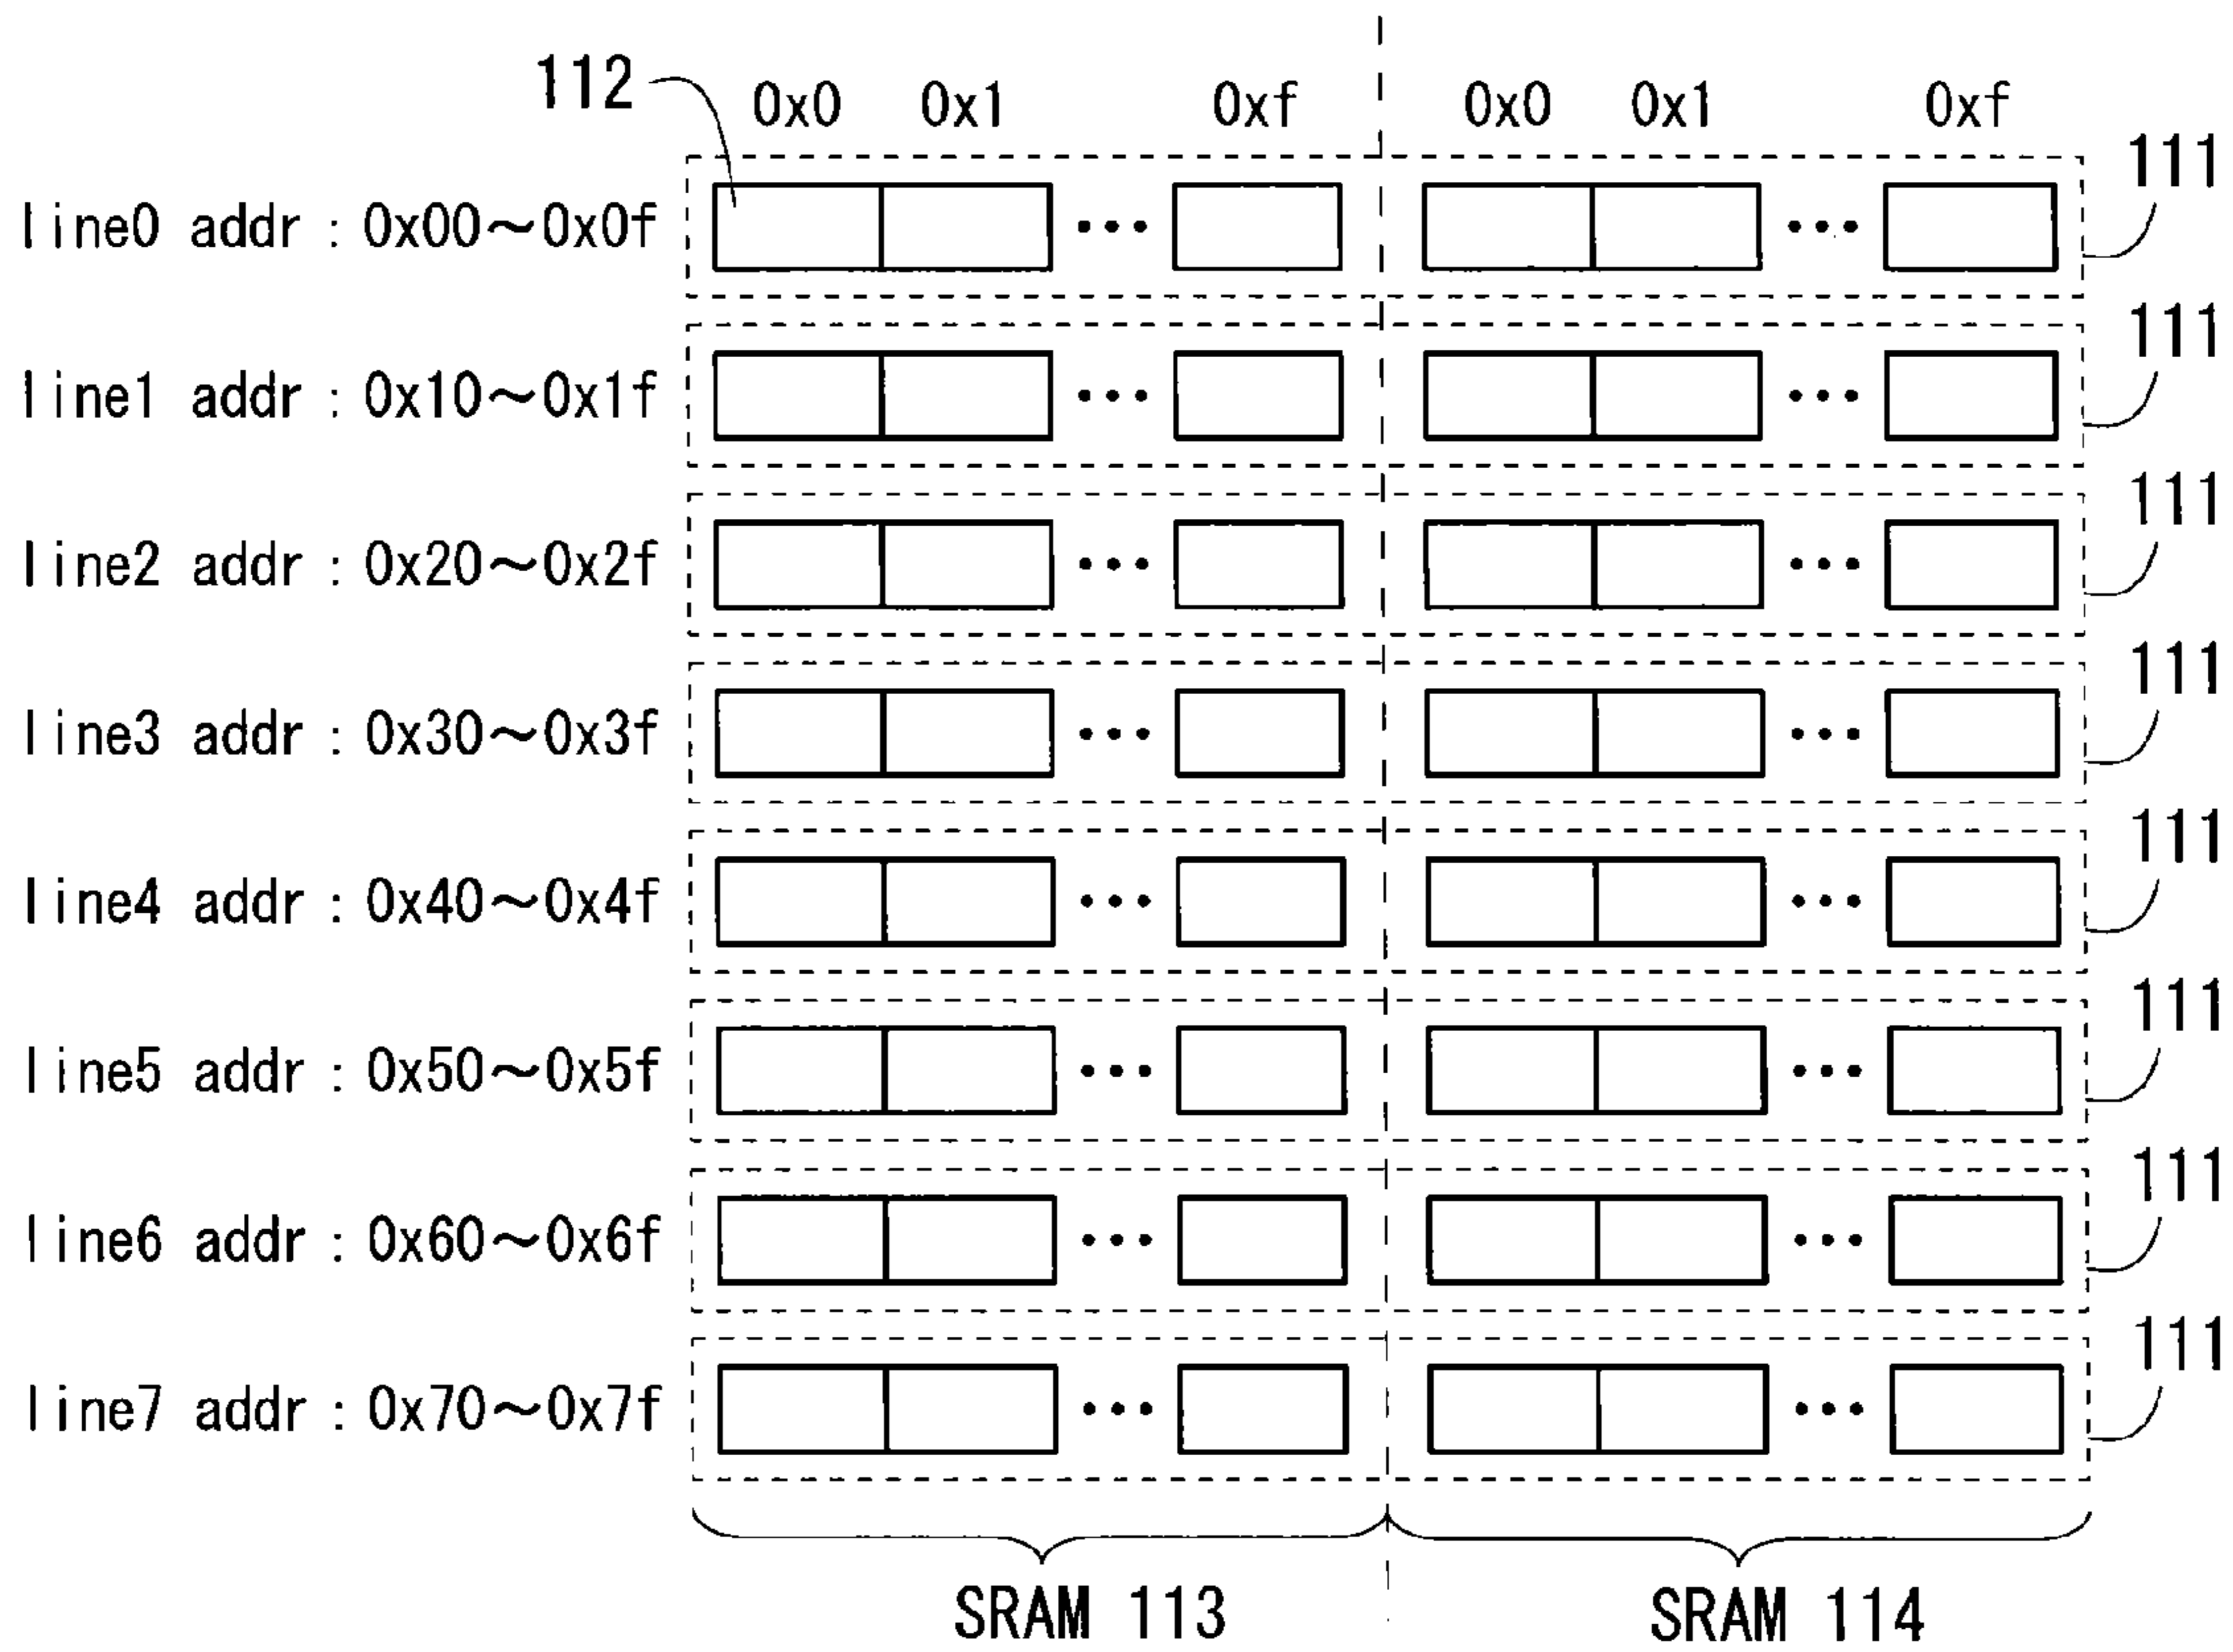 112 0x0 0x1 0xf 0x0 0x1 0xf
111
line0 addr : 0x00～0x0f ••• •••
111
line1 addr : 0x10～0x1f ••• •••
111
line2 addr : 0x20～0x2f ••• •••
111
line3 addr : 0x30～0x3f ••• •••
111
line4 addr : 0x40～0x4f ••• •••
111
line5 addr : 0x50～0x5f ••• •••
111
line6 addr : 0x60～0x6f ••• •••
111
line7 addr : 0x70～0x7f ••• •••
SRAM 113 SRAM 114